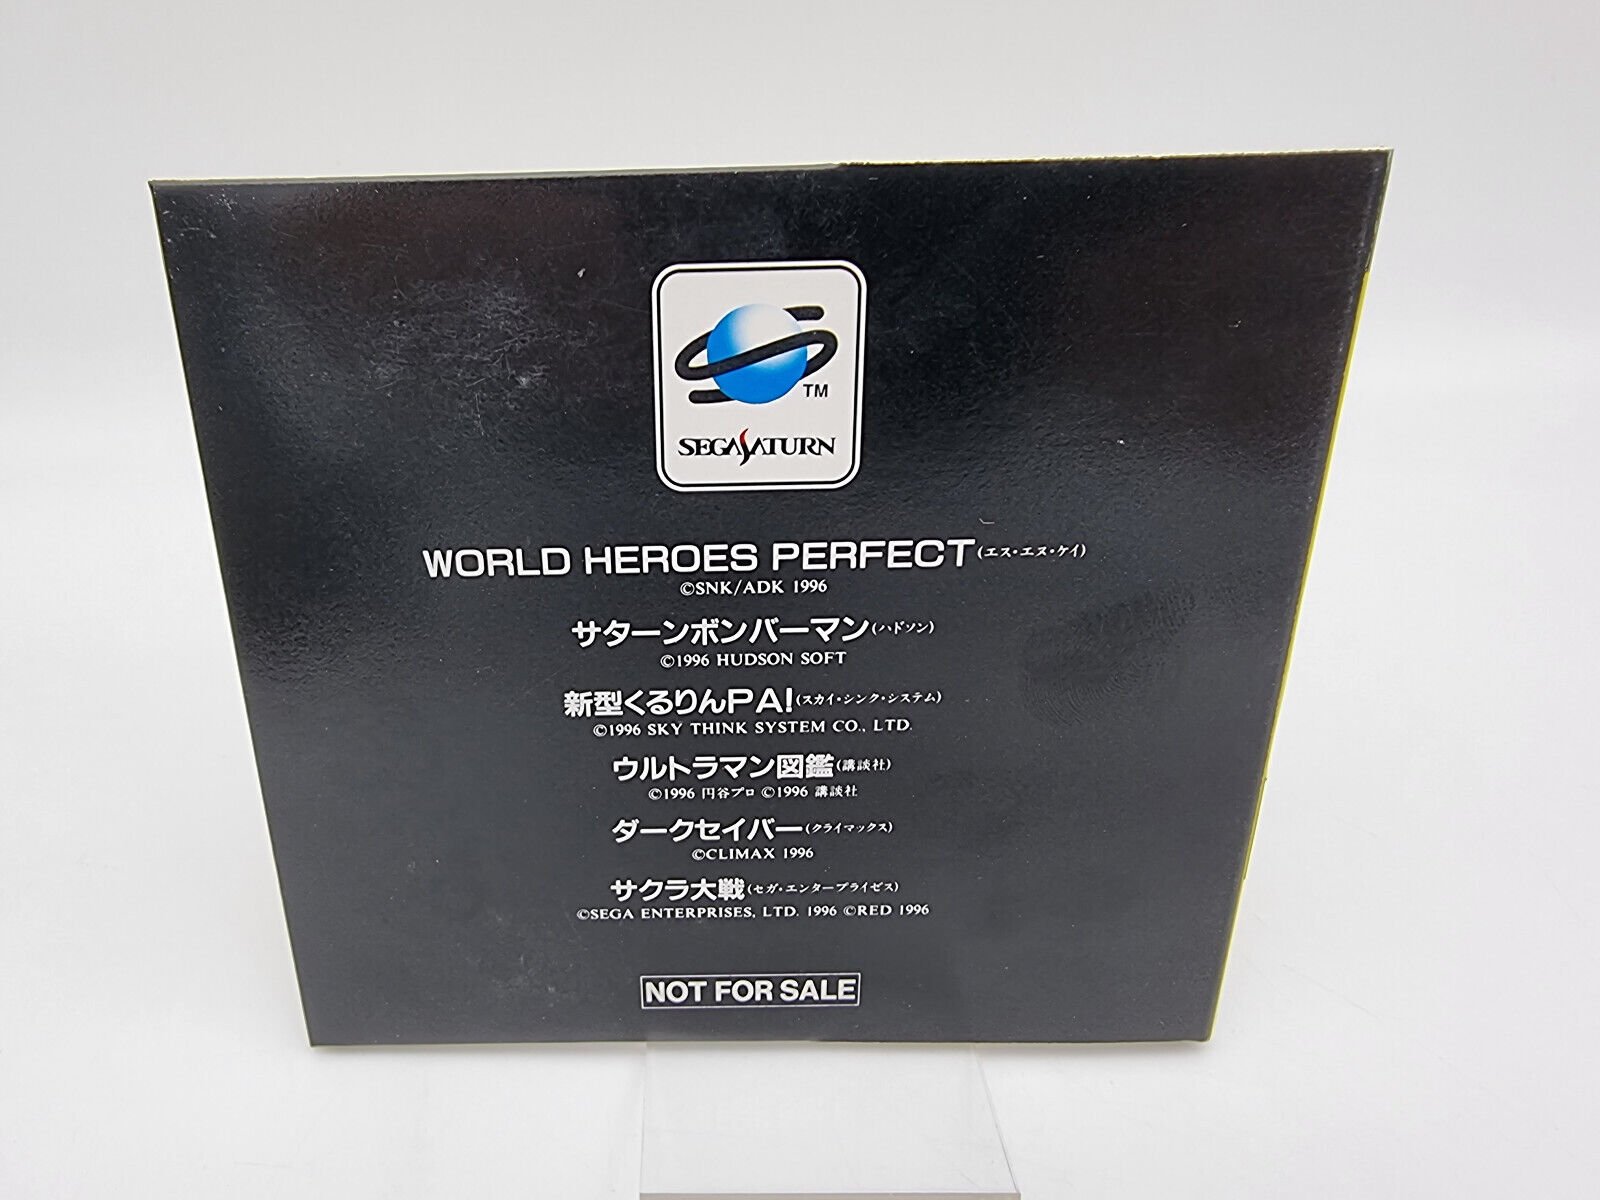 TM
SEGA SATURN
WORLD HEROES PERFECT(エス・エヌ・ケイ)
©SNK/ADK 1996
サターンボンバーマン(ハドソン)
©1996 HUDSON SOFT
新型くるりんPA!(スカイ・シンク・システム)
©1996 SKY THINK SYSTEM CO., LTD.
ウルトラマン図鑑(講談社)
©1996 円谷プロ ©1996 講談社
ダークセイバー(クライマックス)
©CLIMAX 1996
サクラ大戦(セガ・エンタープライゼス)
©SEGA ENTERPRISES, LTD. 1996 ©RED 1996
NOT FOR SALE